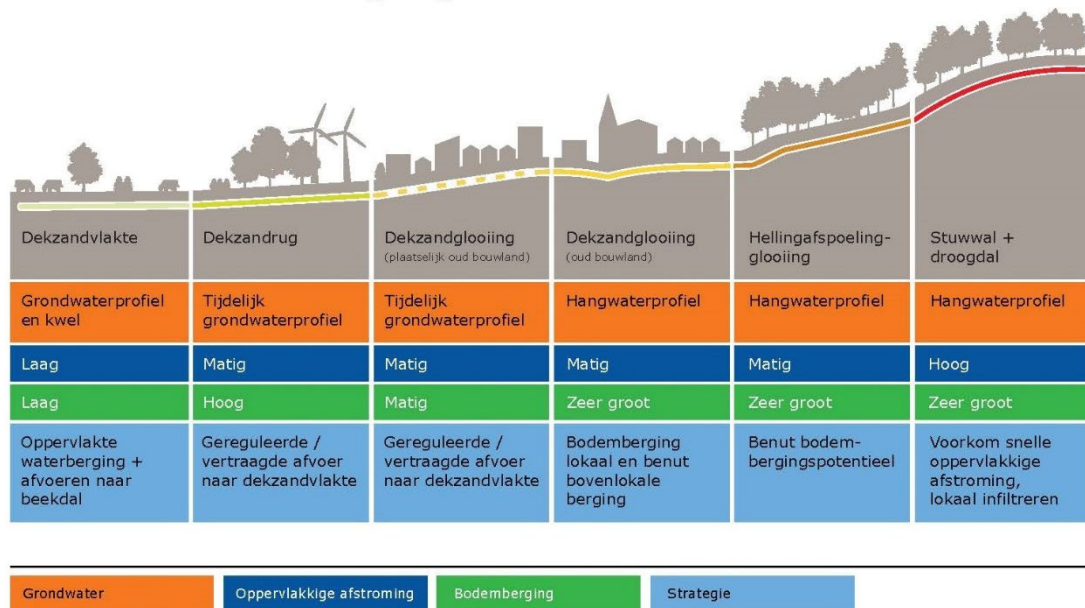 Dekzandvlakte
Dekzandrug
Dekzandglooiing
(plaatselijk oud bouwland)
Dekzandglooiing
(oud bouwland)
Hellingafspoeling-
glooiing
Stuwwal +
droogdal
Grondwaterprofiel
en kwel
Tijdelijk
grondwaterprofiel
Tijdelijk
grondwaterprofiel
Hangwaterprofiel
Hangwaterprofiel
Hangwaterprofiel
Laag
Matig
Matig
Matig
Matig
Hoog
Laag
Hoog
Matig
Zeer groot
Zeer groot
Zeer groot
Oppervlakte
waterberging +
afvoeren naar
beekdal
Gereguleerde /
vertraagde afvoer
naar dekzandvlakte
Gereguleerde /
vertraagde afvoer
naar dekzandvlakte
Bodemberging
lokaal en benut
bovenlokale
berging
Benut bodem-
bergingspotentieel
Voorkom snelle
oppervlakkige
afstroming,
lokaal infiltreren
Grondwater
Oppervlakkige afstroming
Bodemberging
Strategie